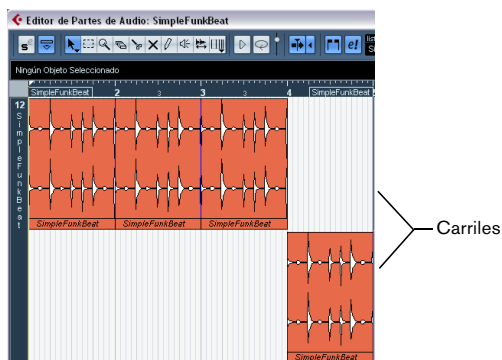 Editor de Partes de Audio: SimpleFunkBeat
Ningún Objeto Seleccionado
SimpleFunkBeat 2 3 3 3 4 SimpleFunkBeat
12
SimpleFunkBeat
SimpleFunkBeat SimpleFunkBeat SimpleFunkBeat
Carriles
SimpleFunkBeat